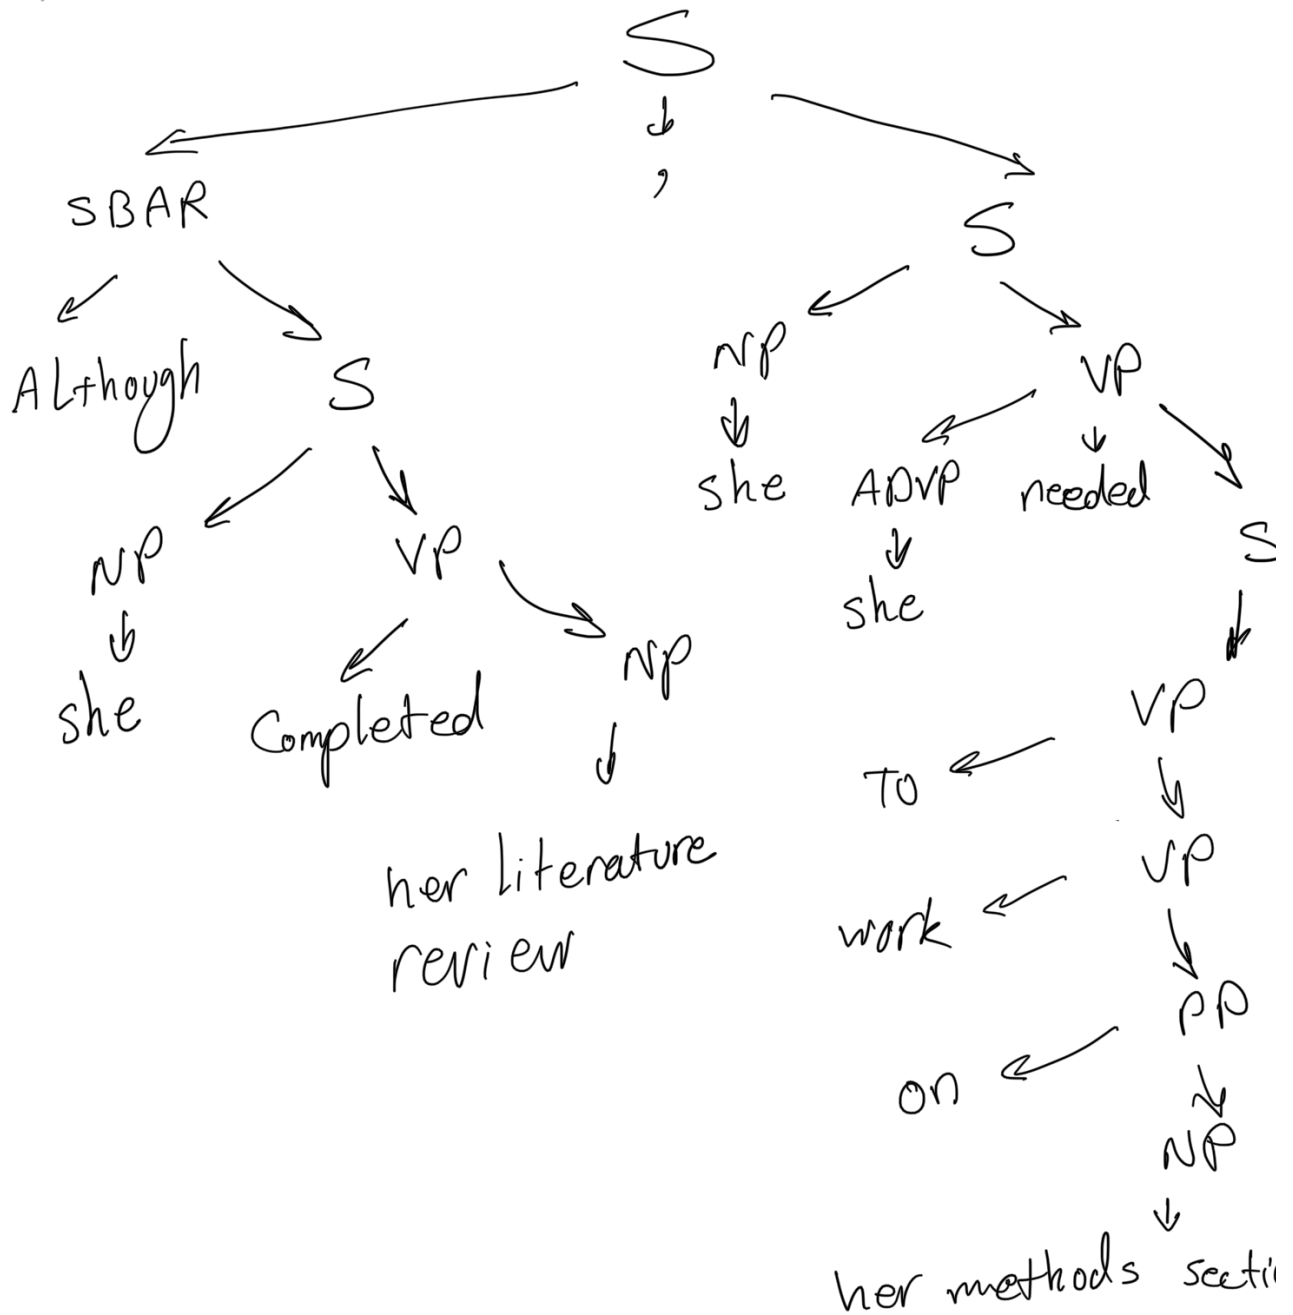 S
,
SBAR
S
Although
S
NP
VP
she
ADVP
needed
S
NP
VP
she
NP
she
Completed
VP
To
her literature
review
VP
work
PP
on
NP
her methods secti